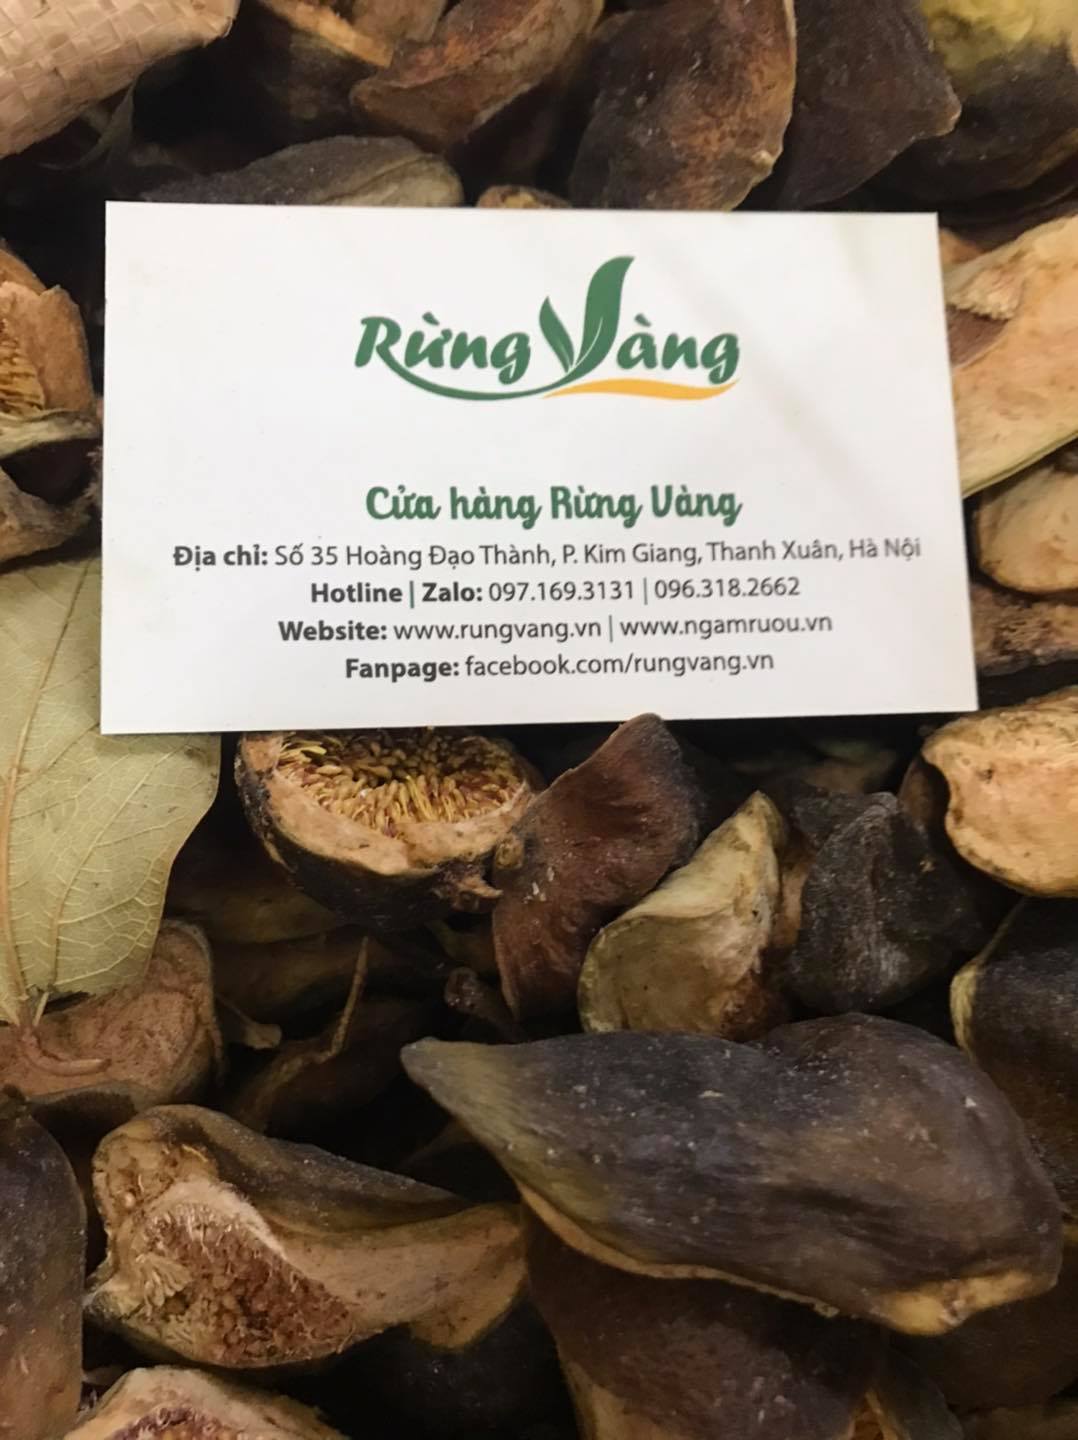 Rừng Vàng
Cửa hàng Rừng Vàng
Địa chỉ: Số 35 Hoàng Đạo Thành, P. Kim Giang, Thanh Xuân, Hà Nội
Hotline | Zalo: 097.169.3131 | 096.318.2662
Website: www.rungvang.vn | www.ngamruou.vn
Fanpage: facebook.com/rungvang.vn